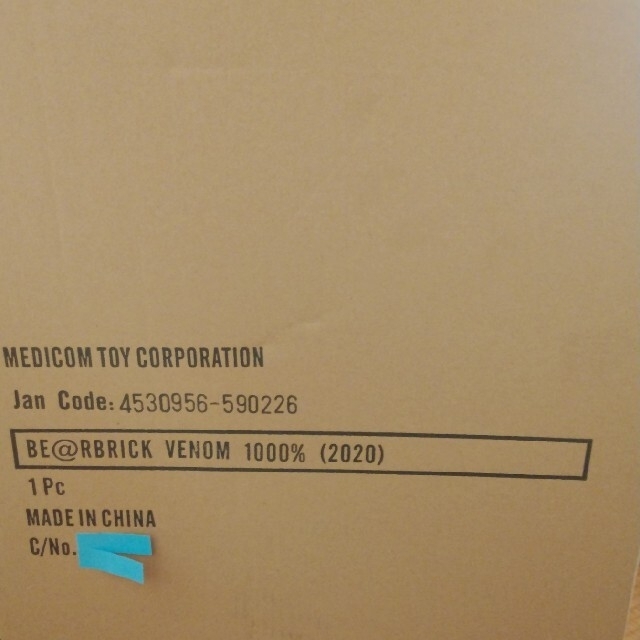 MEDICOM TOY CORPORATION
Jan Code: 4530956-590226
BE@RBRICK VENOM 1000% (2020)
1 Pc
MADE IN CHINA
C/No.